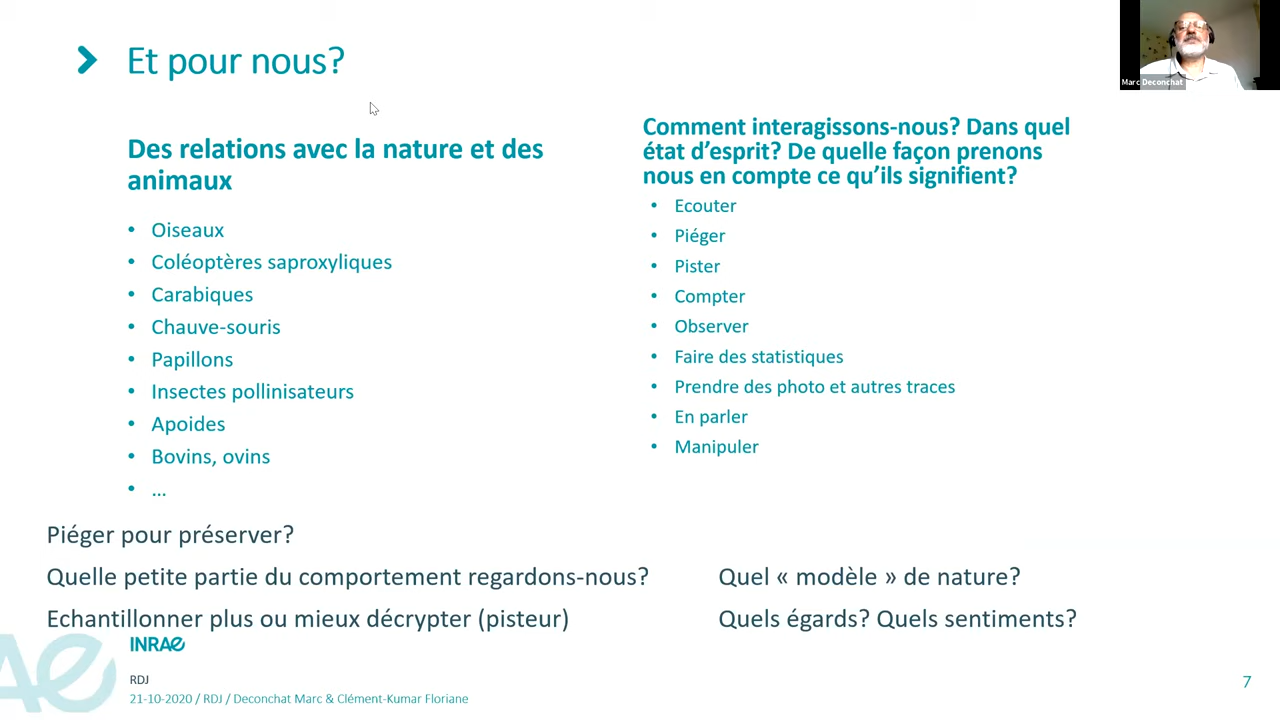 Et pour nous?
Marc Deconchat
Des relations avec la nature et des
animaux
• Oiseaux
• Coléoptères saproxyliques
• Carabiques
• Chauve-souris
• Papillons
• Insectes pollinisateurs
• Apoides
• Bovins, ovins
• ...
Comment interagissons-nous? Dans quel
état d’esprit? De quelle façon prenons
nous en compte ce qu’ils signifient?
• Ecouter
• Piéger
• Pister
• Compter
• Observer
• Faire des statistiques
• Prendre des photo et autres traces
• En parler
• Manipuler
Piéger pour préserver?
Quelle petite partie du comportement regardons-nous?
Echantillonner plus ou mieux décrypter (pisteur)
Quel « modèle » de nature?
Quels égards? Quels sentiments?
INRAE
RDJ
21-10-2020 / RDJ / Deconchat Marc & Clément-Kumar Floriane
7